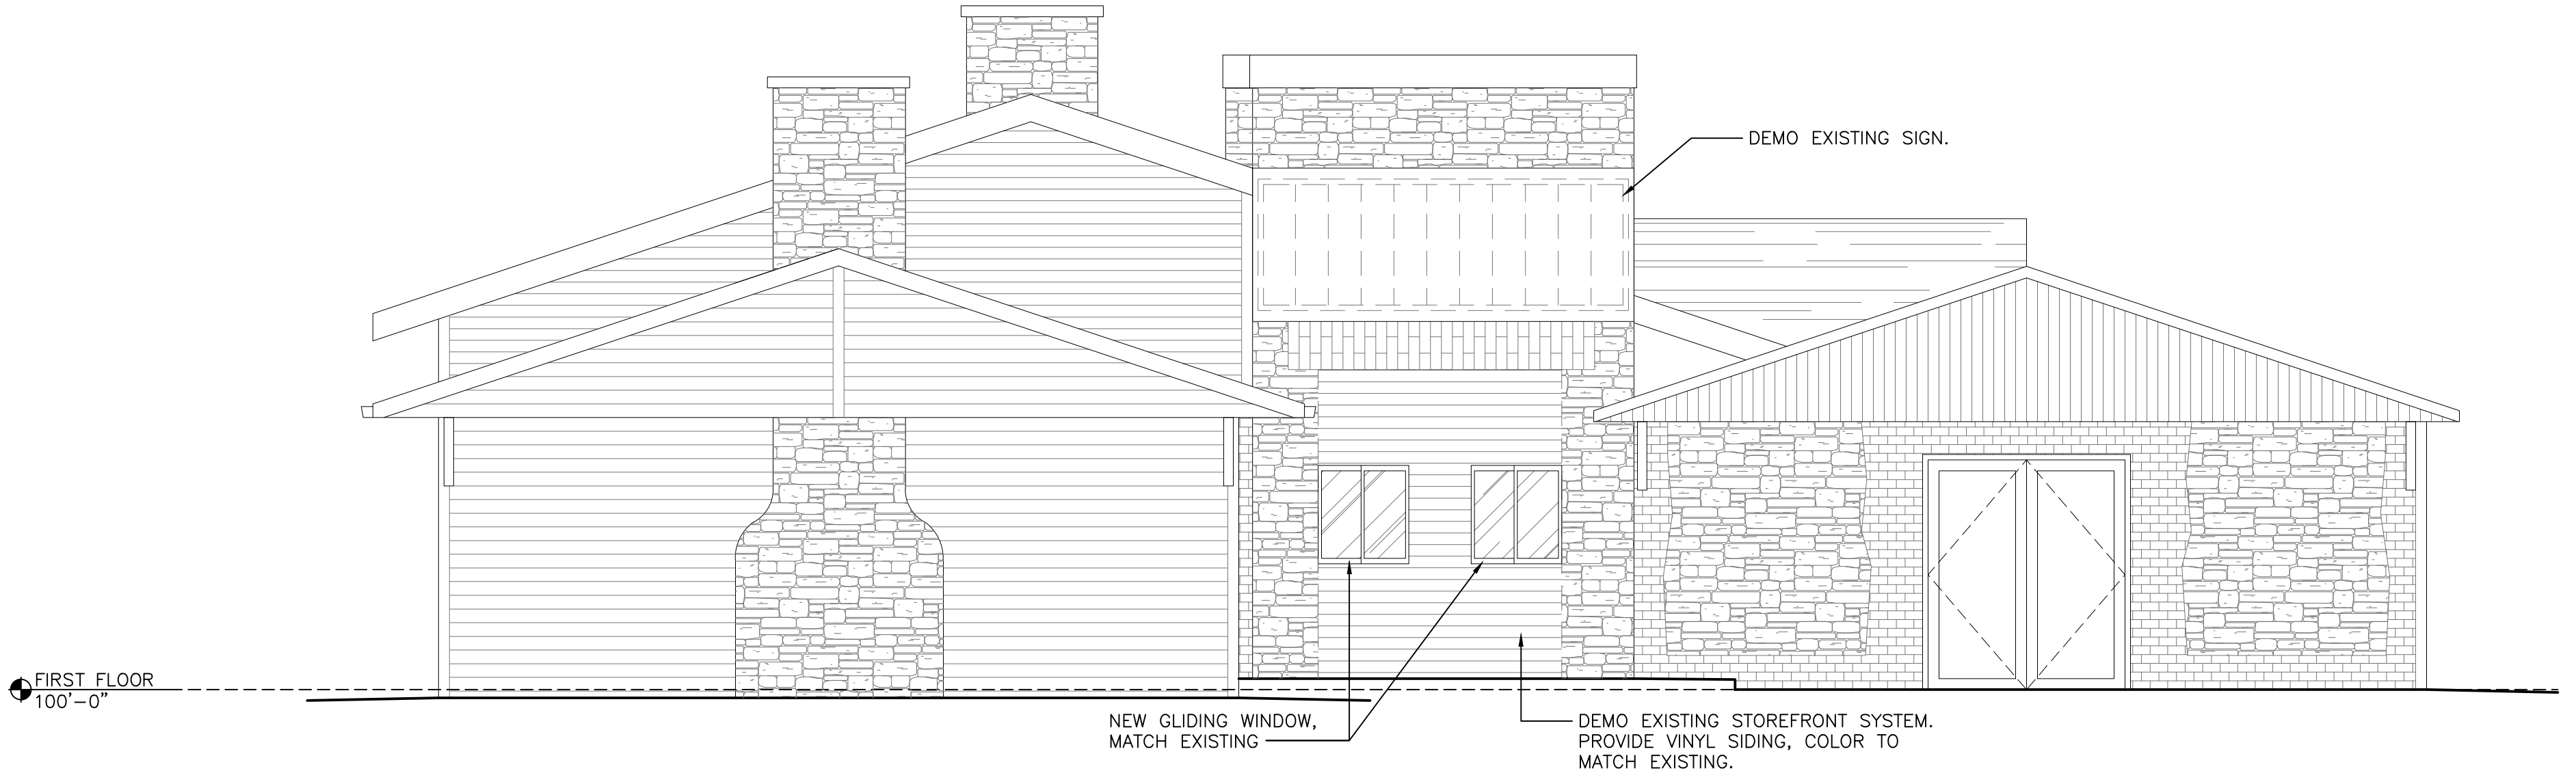 DEMO EXISTING SIGN.
FIRST FLOOR
100'-0"
NEW GLIDING WINDOW,
MATCH EXISTING
DEMO EXISTING STOREFRONT SYSTEM.
PROVIDE VINYL SIDING, COLOR TO
MATCH EXISTING.